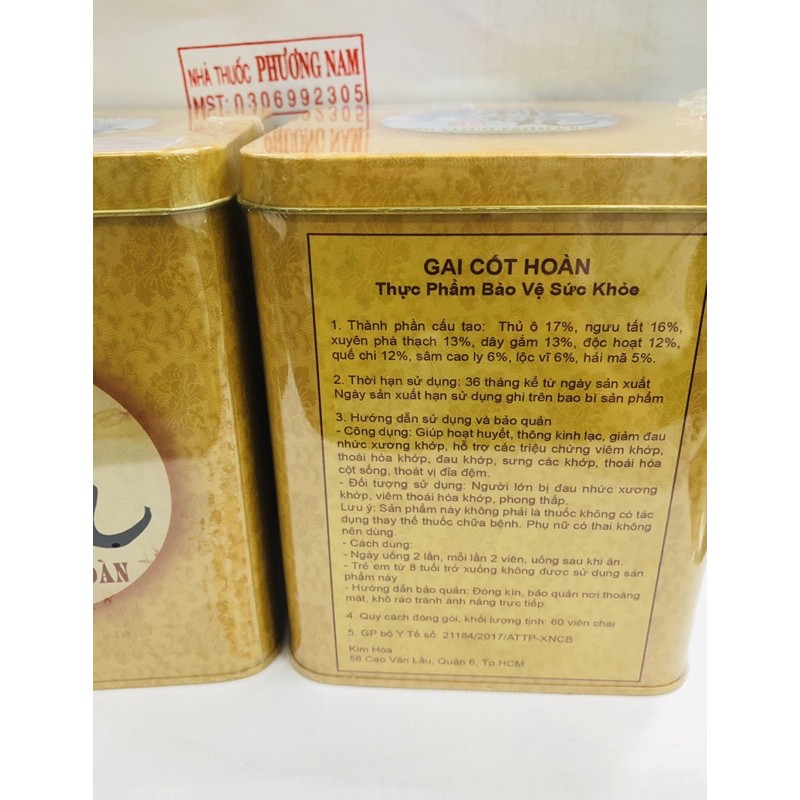 NHÀ THUỐC PHƯƠNG NAM
MST: 0306992305
GAI CỐT HOÀN
Thực Phẩm Bảo Vệ Sức Khỏe
1. Thành phần cấu tao: Thủ ô 17%, ngưu tất 16%,
xuyên phá thạch 13%, dây gấm 13%, độc hoạt 12%,
quế chi 12%, sâm cao ly 6%, lộc vĩ 6%, hải mã 5%.
2. Thời hạn sử dụng: 36 tháng kể từ ngày sản xuất
Ngày sản xuất hạn sử dụng ghi trên bao bì sản phẩm
3. Hướng dẫn sử dụng và bảo quản
- Công dụng: Giúp hoạt huyết, thông kinh lạc, giảm đau
nhức xương khớp, hỗ trợ các triệu chứng viêm khớp,
thoái hóa khớp, đau khớp, sưng các khớp, thoái hóa
cột sống, thoát vị đĩa đệm.
- Đối tượng sử dụng: Người lớn bị đau nhức xương
khớp, viêm thoái hóa khớp, phong thấp.
Lưu ý: Sản phẩm này không phải là thuốc không có tác
dụng thay thế thuốc chữa bệnh. Phụ nữ có thai không
nên dùng.
- Cách dùng:
- Ngày uống 2 lần, mỗi lần 2 viên, uống sau khi ăn.
- Trẻ em từ 8 tuổi trở xuống không được sử dụng sản
phẩm này
- Hướng dẫn bảo quản: Đóng kín, bảo quản nơi thoáng
mát, khô ráo tránh ánh nắng trực tiếp
4. Quy cách đóng gói, khối lượng tịnh: 60 viên chai
5. GP bộ Y Tế số: 21184/2017/ATTP-XNCB
Kim Hòa
58 Cao Văn Lầu, Quận 6, Tp.HCM